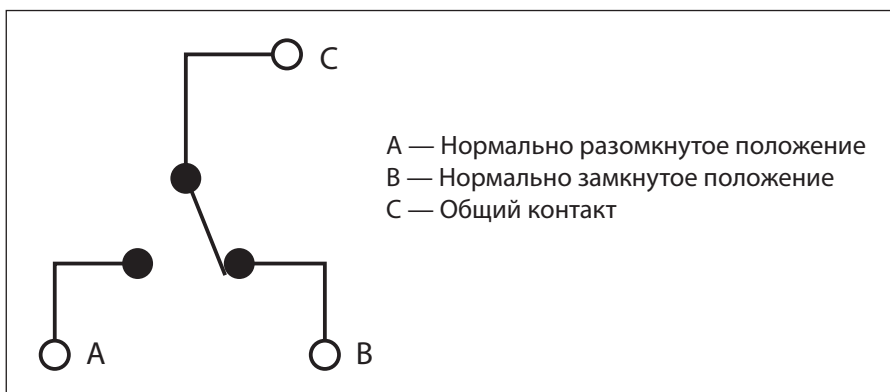 C
A — Нормально разомкнутое положение
B — Нормально замкнутое положение
C — Общий контакт
A
B